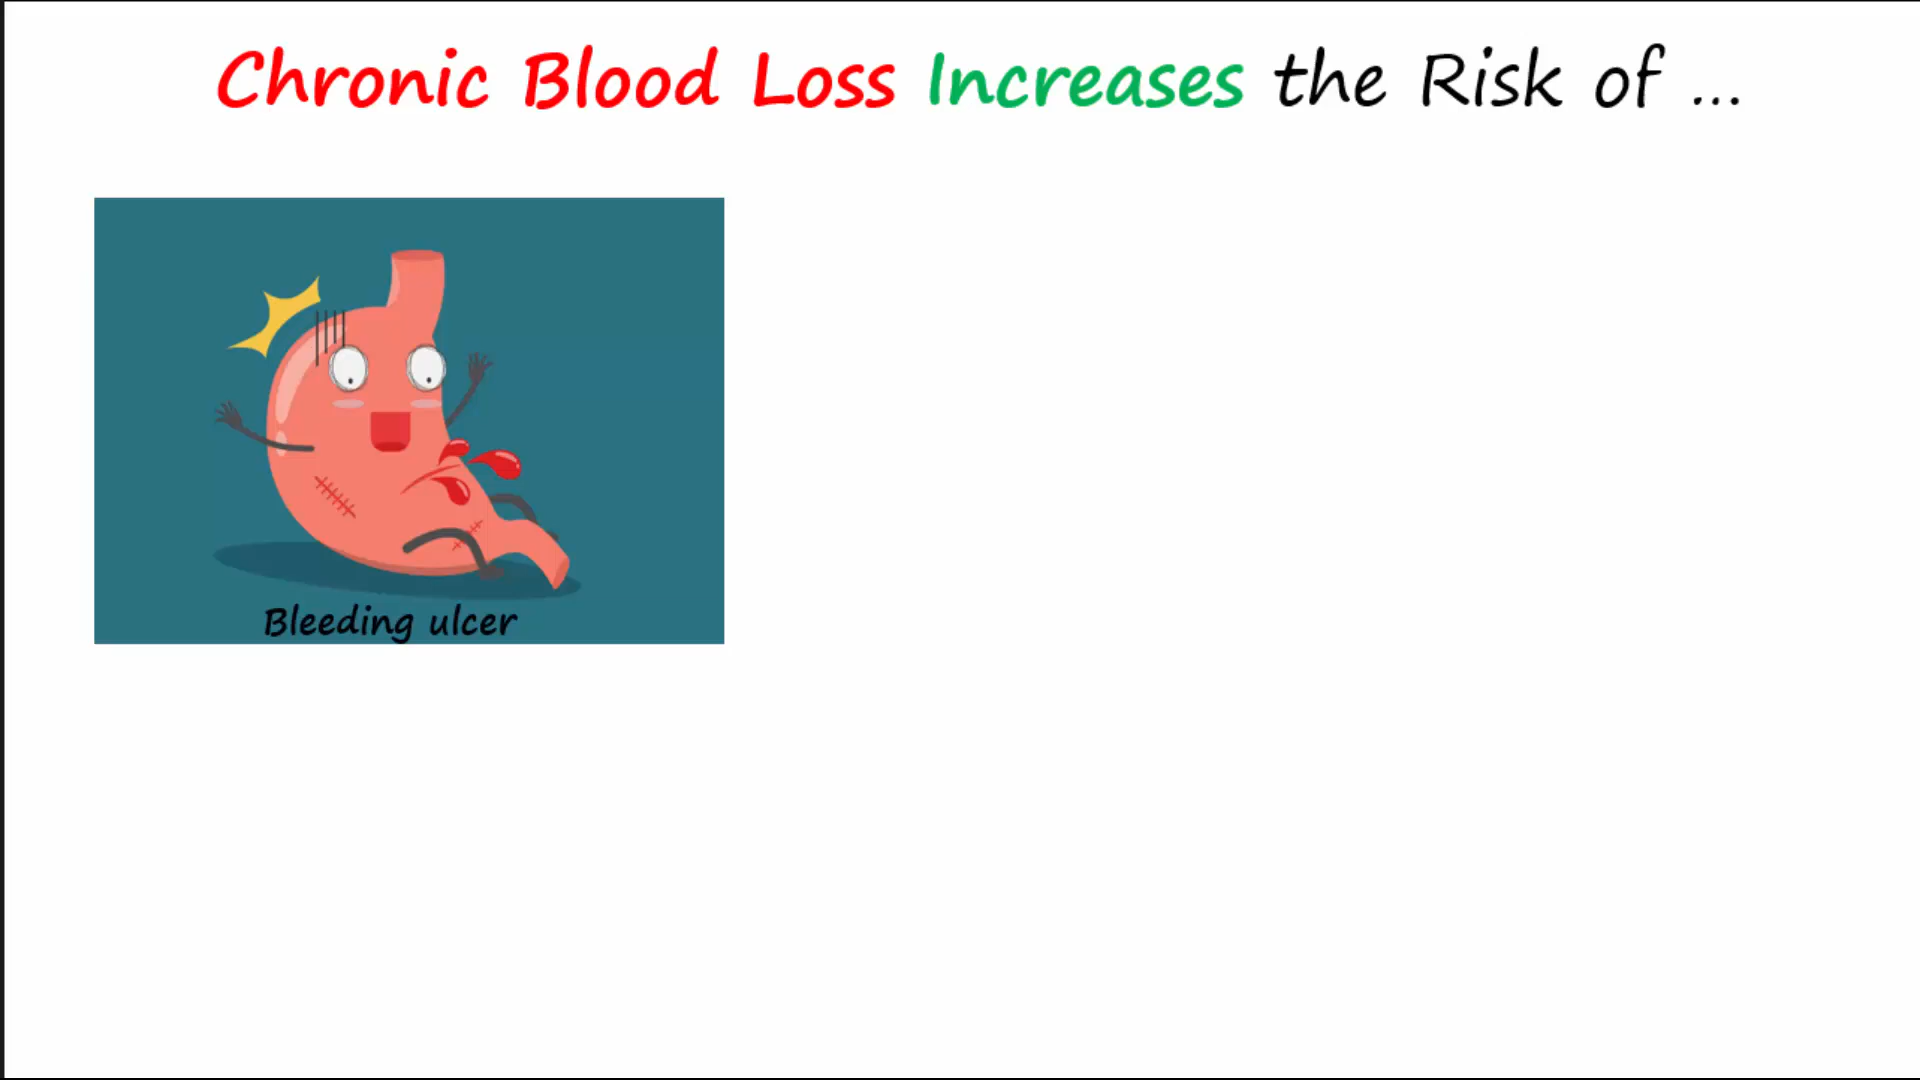 Chronic Blood Loss Increases the Risk of ...
Bleeding ulcer